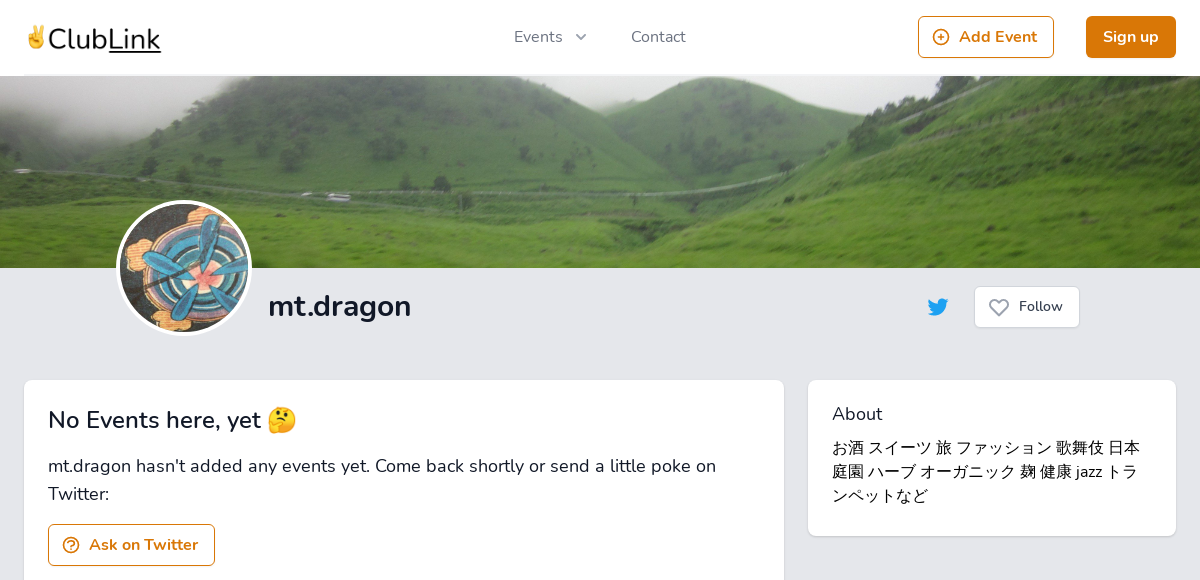 ✌️ClubLink
Events
Contact
Add Event
Sign up
mt.dragon
Follow
No Events here, yet 🤔
mt.dragon hasn't added any events yet. Come back shortly or send a little poke on
Twitter:
Ask on Twitter
About
お酒 スイーツ 旅 ファッション 歌舞伎 日本
庭園 ハーブ オーガニック 麹 健康 jazz トラ
ンペットなど